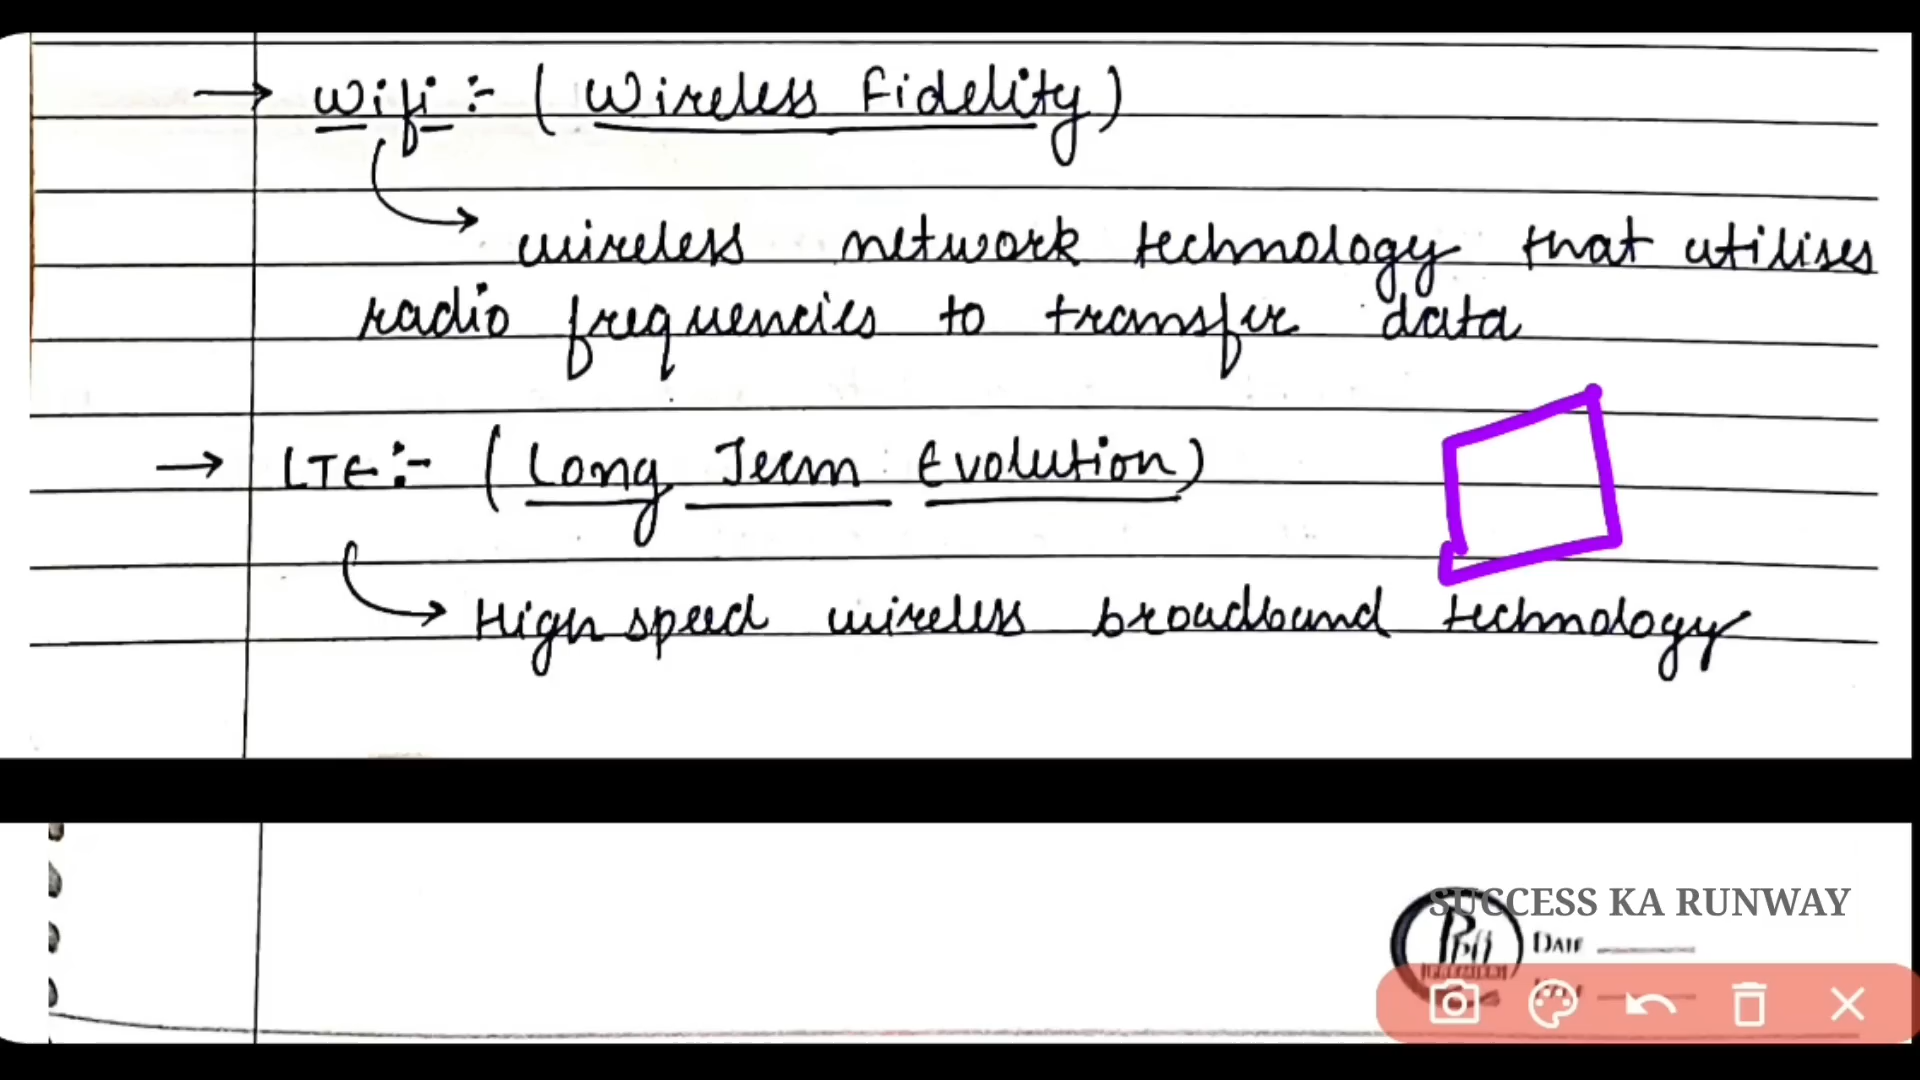 → Wifi :- (Wireless Fidelity)
wireless network technology that utilises
radio frequencies to transfer data
→ LTE :- (Long Term Evolution)
→ High speed wireless broadband technology
SUCCESS KA RUNWAY
DATE